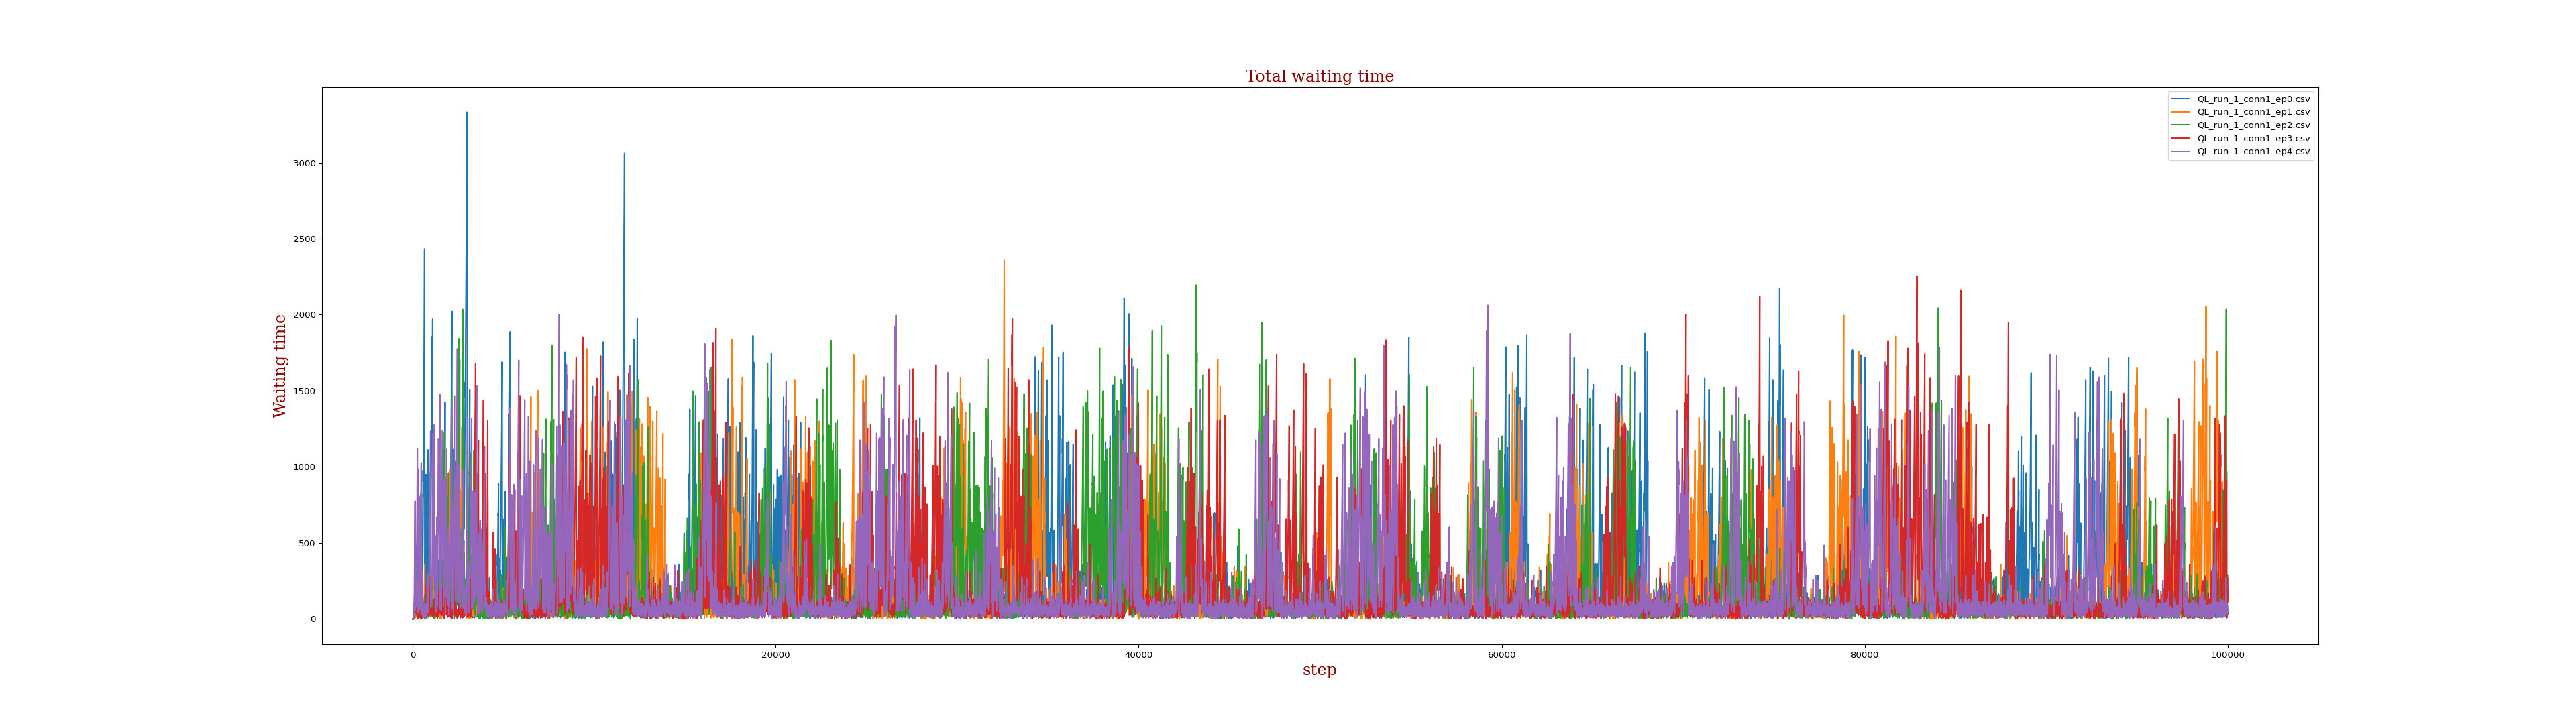 Total waiting time
QL_run_1_conn1_ep0.csv
QL_run_1_conn1_ep1.csv
QL_run_1_conn1_ep2.csv
QL_run_1_conn1_ep3.csv
QL_run_1_conn1_ep4.csv
Waiting time
3000
2500
2000
1500
1000
500
0
0 20000 40000 60000 80000 100000
step